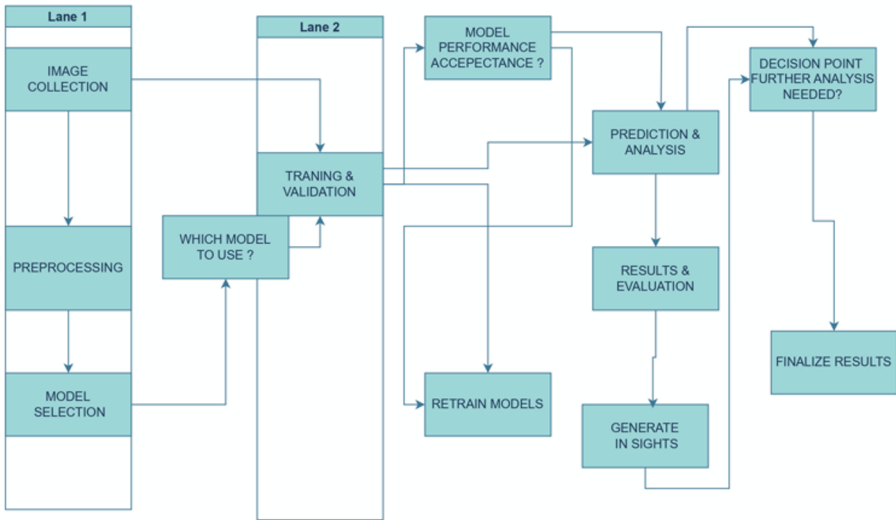 Lane 1
IMAGE
COLLECTION
PREPROCESSING
MODEL
SELECTION
Lane 2
TRANING &
VALIDATION
WHICH MODEL
TO USE ?
MODEL
PERFORMANCE
ACCEPECTANCE ?
RETRAIN MODELS
PREDICTION &
ANALYSIS
RESULTS &
EVALUATION
GENERATE
IN SIGHTS
DECISION POINT
FURTHER ANALYSIS
NEEDED?
FINALIZE RESULTS